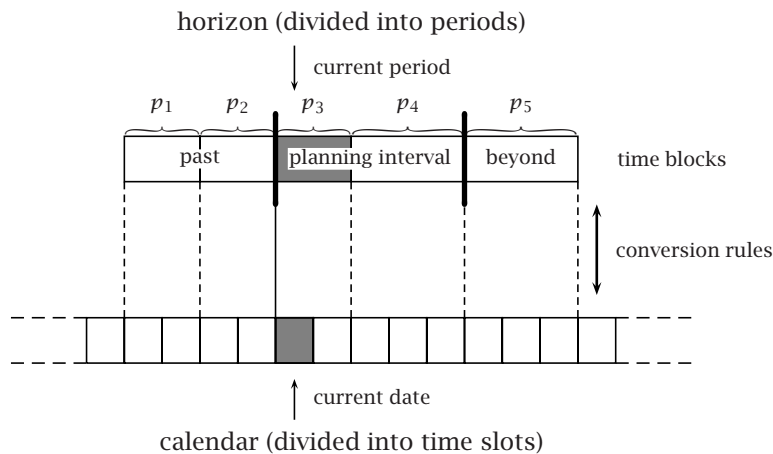 horizon (divided into periods)
current period
p1 p2 p3 p4 p5
past planning interval beyond time blocks
conversion rules
current date
calendar (divided into time slots)